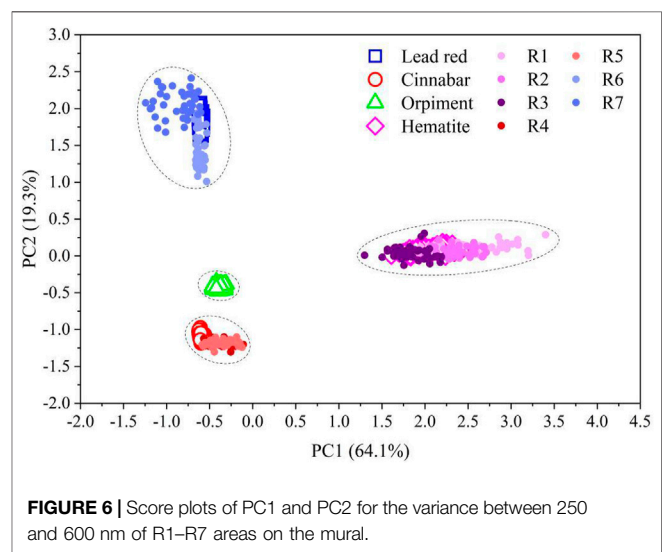 3.0
2.5
2.0
1.5
1.0
0.5
0.0
-0.5
-1.0
-1.5
-2.0
PC2 (19.3%)
Lead red R1 R5
Cinnabar R2 R6
Orpiment R3 R7
Hematite R4
-2.0 -1.5 -1.0 -0.5 0.0 0.5 1.0 1.5 2.0 2.5 3.0 3.5 4.0 4.5
PC1 (64.1%)
FIGURE 6 | Score plots of PC1 and PC2 for the variance between 250
and 600 nm of R1–R7 areas on the mural.